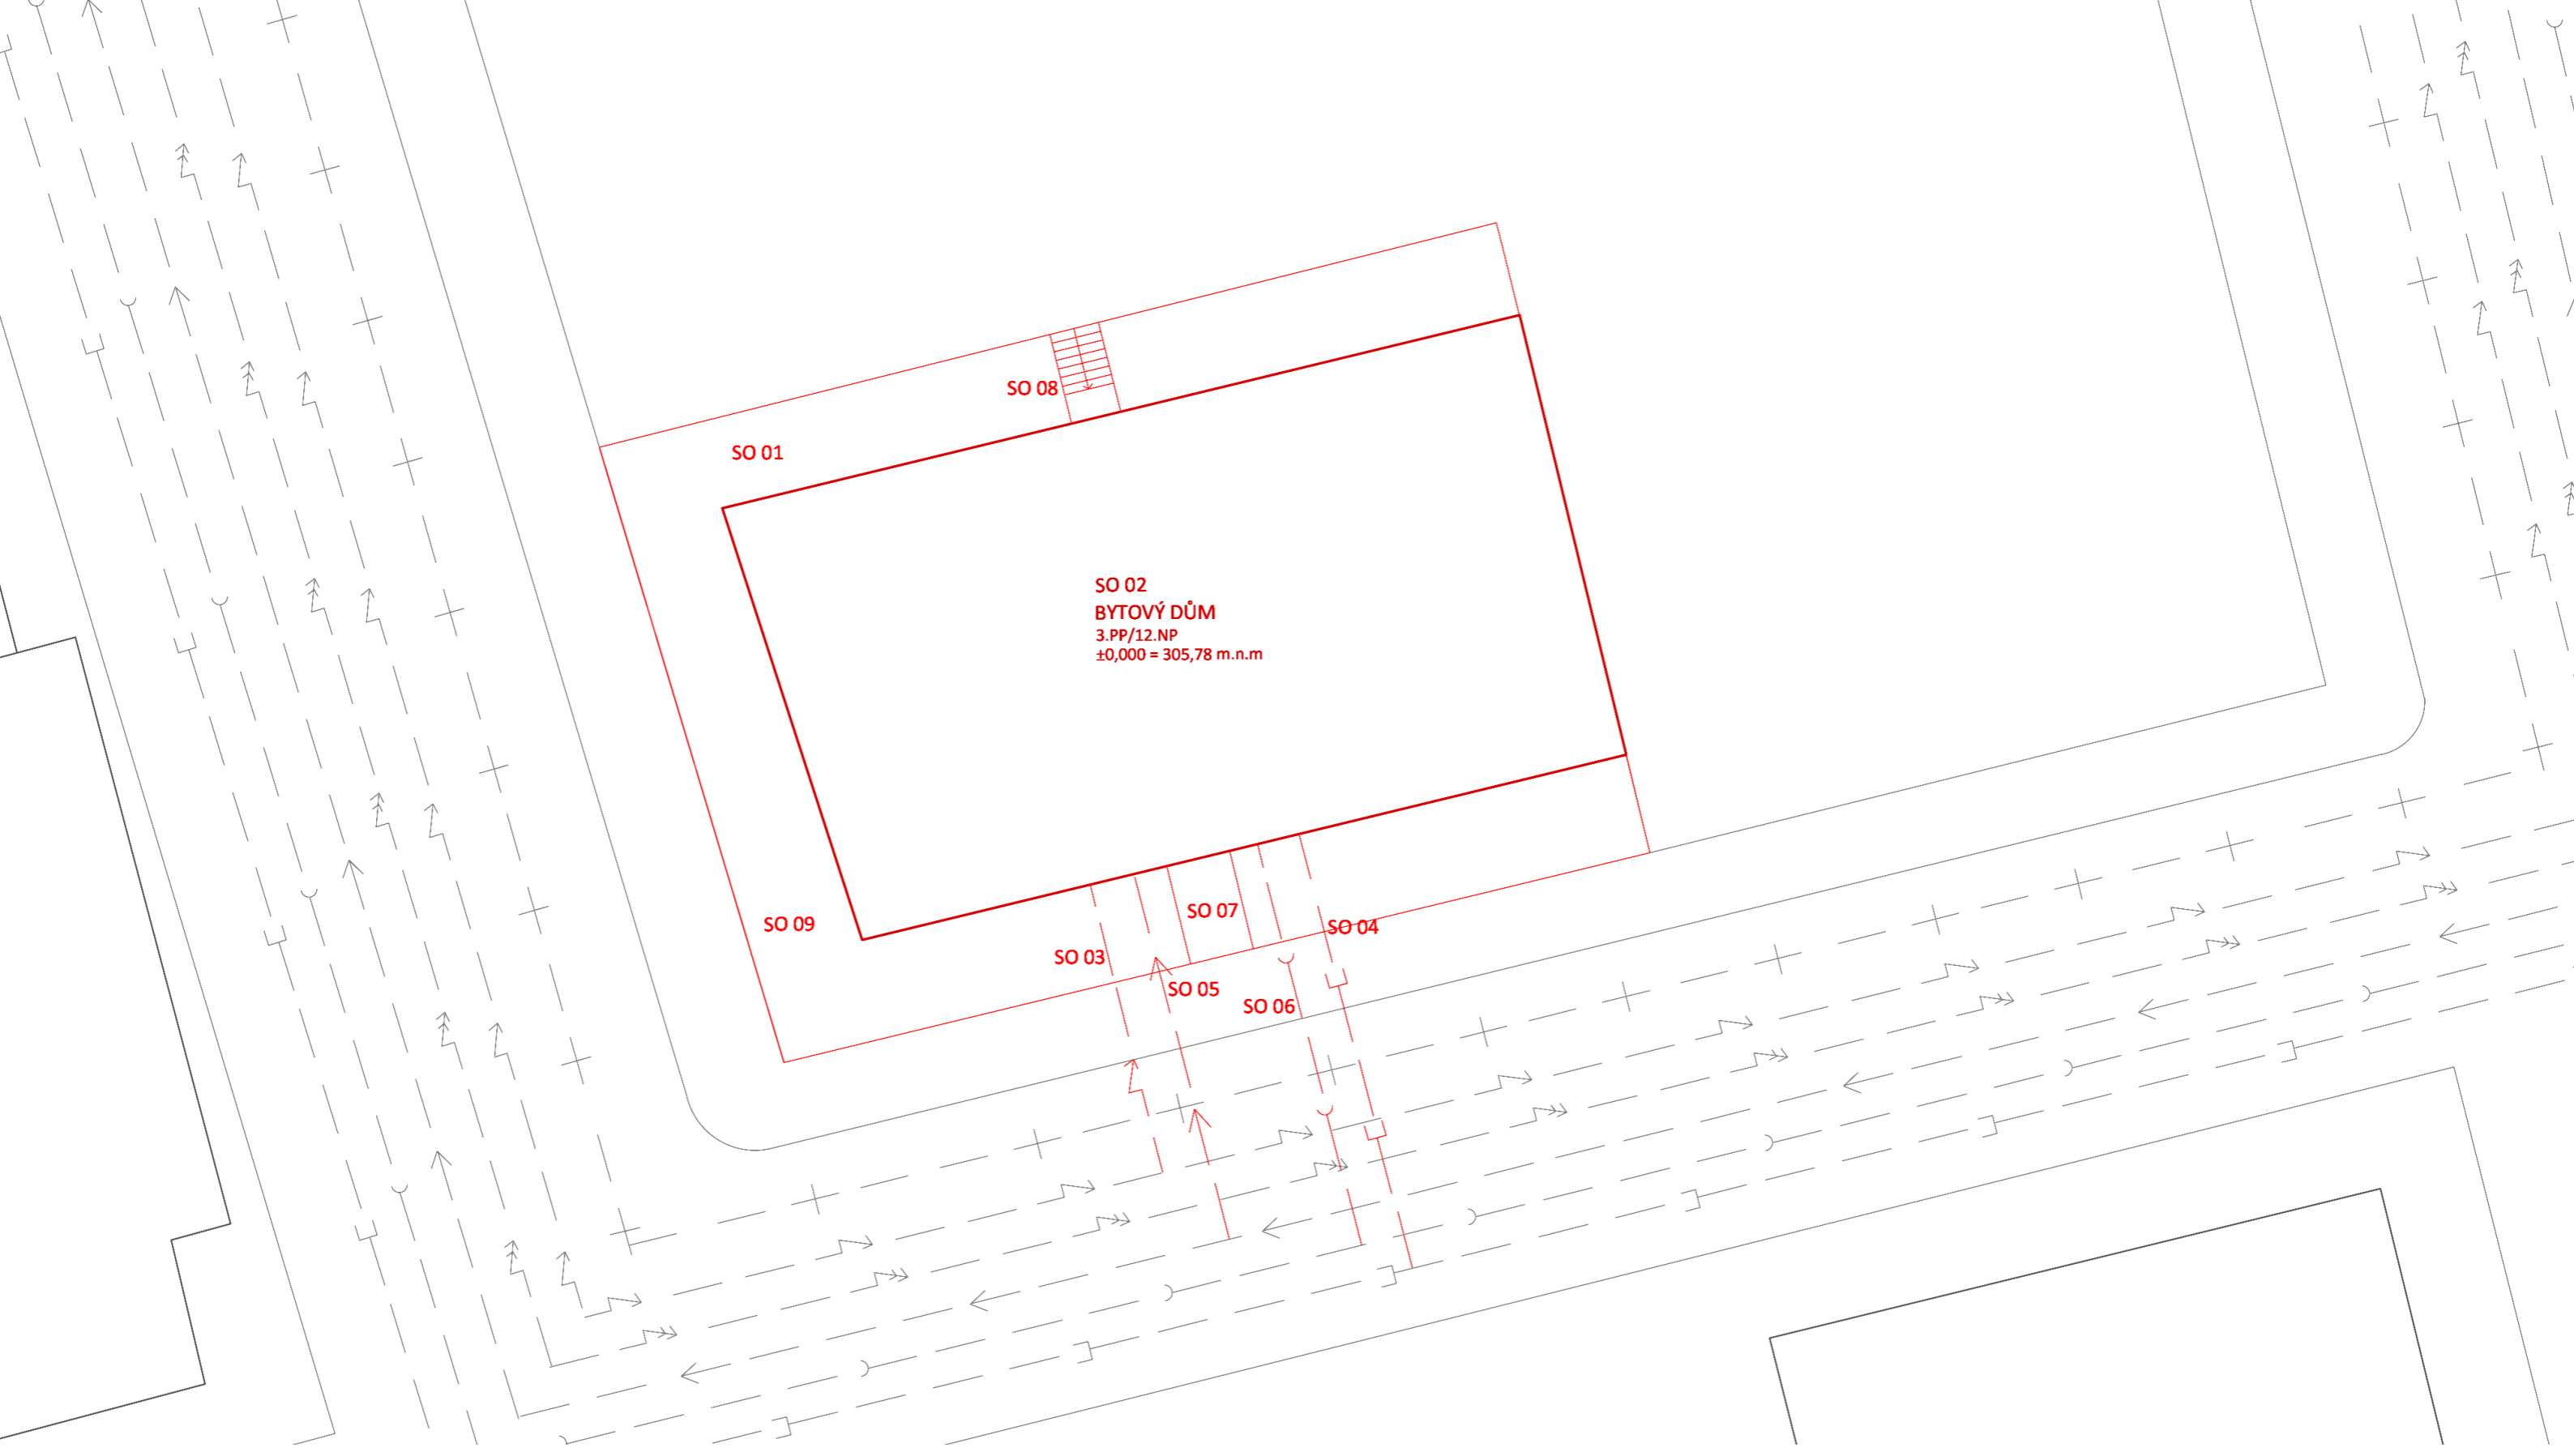 SO 08
SO 01
SO 02
BYTOVÝ DŮM
3.PP/12.NP
±0,000 = 305,78 m.n.m
SO 07
SO 09
SO 04
SO 03
SO 05
SO 06